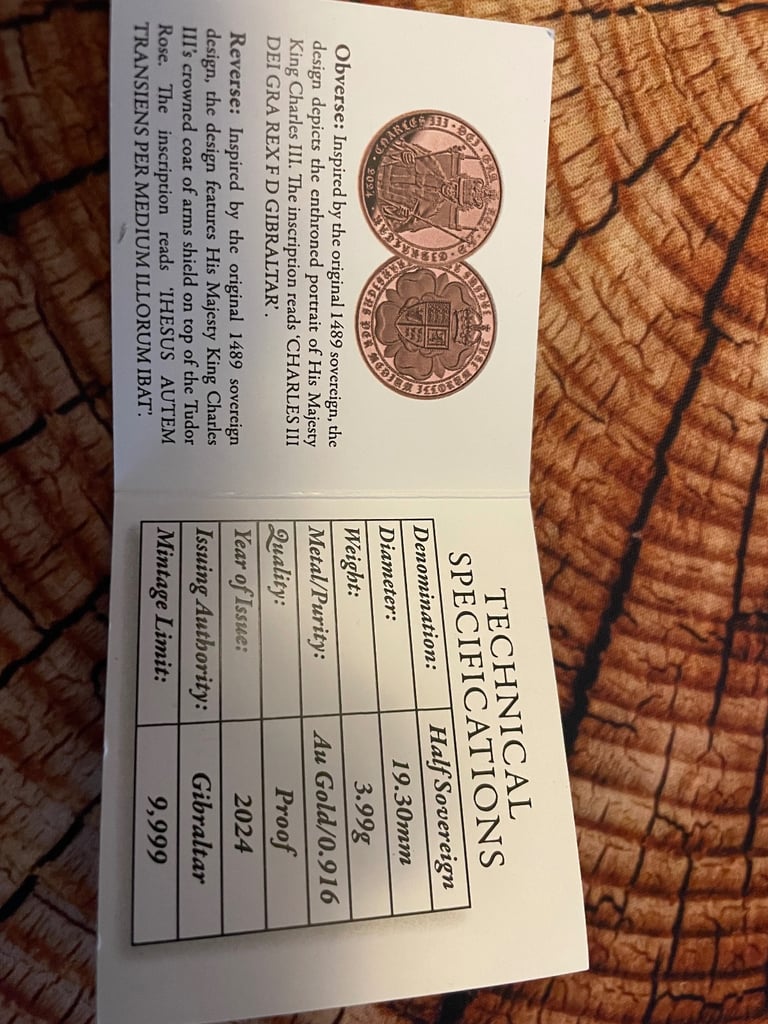 Obverse: Inspired by the original 1489 sovereign, the
design depicts the enthroned portrait of His Majesty
King Charles III. The inscription reads ‘CHARLES III
DEI GRA REX F D GIBRALTAR’.
Reverse: Inspired by the original 1489 sovereign
design, the design features His Majesty King Charles
III's crowned coat of arms shield on top of the Tudor
Rose. The inscription reads ‘IHESUS AUTEM
TRANSIENS PER MEDIUM ILLORUM IBAT’.
TECHNICAL
SPECIFICATIONS
Denomination: Half Sovereign
Diameter: 19.30mm
Weight: 3.99g
Metal/Purity: Au Gold/0.916
Quality: Proof
Year of Issue: 2024
Issuing Authority: Gibraltar
Mintage Limit: 9,999